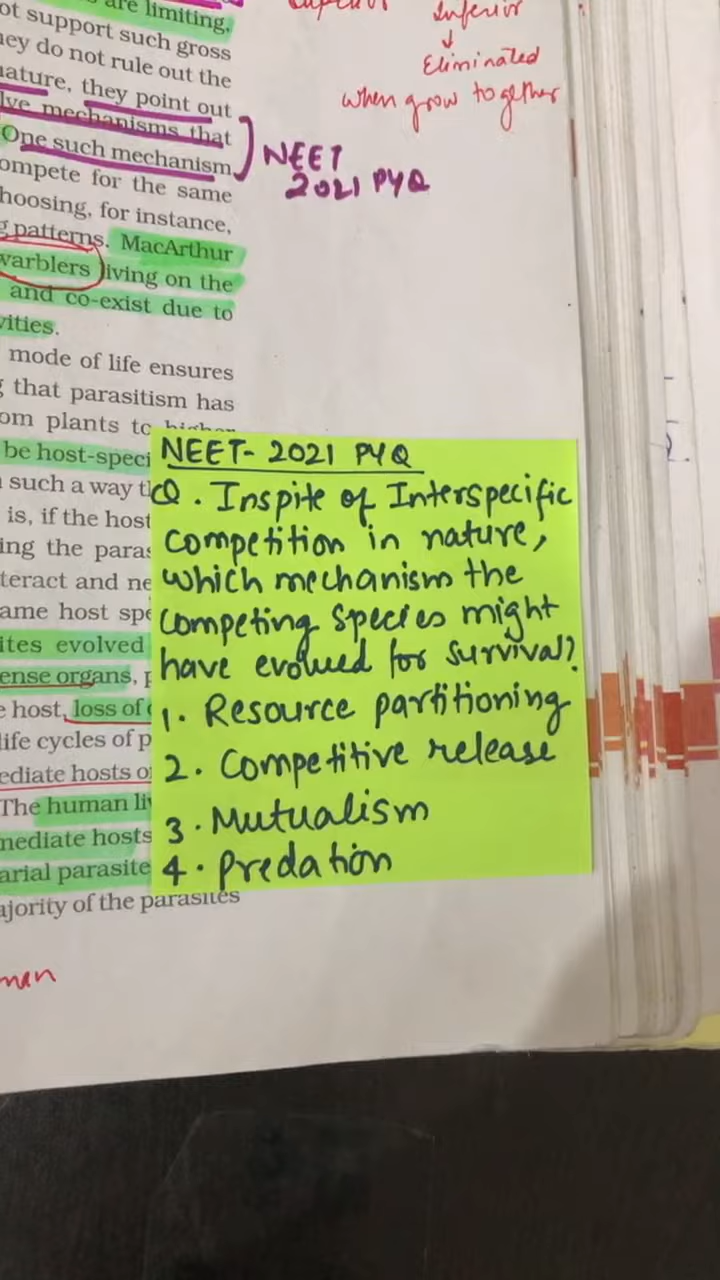 are limiting,
ot support such gross
hey do not rule out the
nature, they point out
lve mechanisms that
One such mechanism
ompete for the same
hoosing, for instance,
g patterns. MacArthur
warblers living on the
and co-exist due to
vities.
Inferior
Eliminated
when grow together
NEET
2021 PYQ
mode of life ensures
g that parasitism has
om plants to higher
be host-speci
such a way t
is, if the host
ing the paras
teract and ne
ame host spe
ites evolved
ense organs,
e host, loss of
life cycles of p
ediate hosts o
The human li
mediate hosts
arial parasite
ajority of the parasites
NEET- 2021 PYQ
Q. Inspite of Interspecific
competition in nature,
which mechanism the
competing species might
have evolved for survival?
1. Resource partitioning
2. Competitive release
3. Mutualism
4. Predation
man